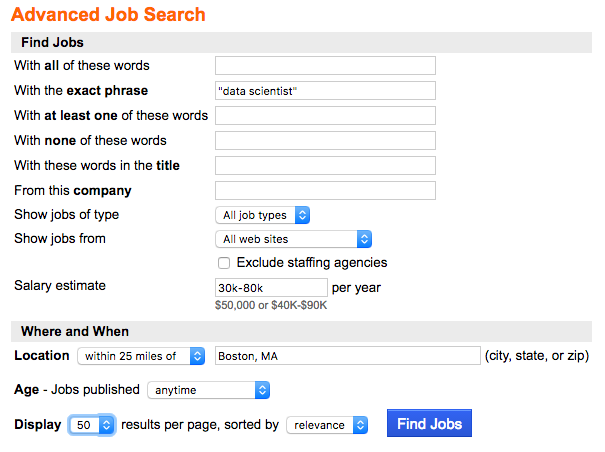 Advanced Job Search
Find Jobs
With all of these words
With the exact phrase "data scientist"
With at least one of these words
With none of these words
With these words in the title
From this company
Show jobs of type All job types
Show jobs from All web sites
Exclude staffing agencies
Salary estimate 30k-80k per year
$50,000 or $40K-$90K
Where and When
Location within 25 miles of Boston, MA (city, state, or zip)
Age - Jobs published anytime
Display 50 results per page, sorted by relevance Find Jobs